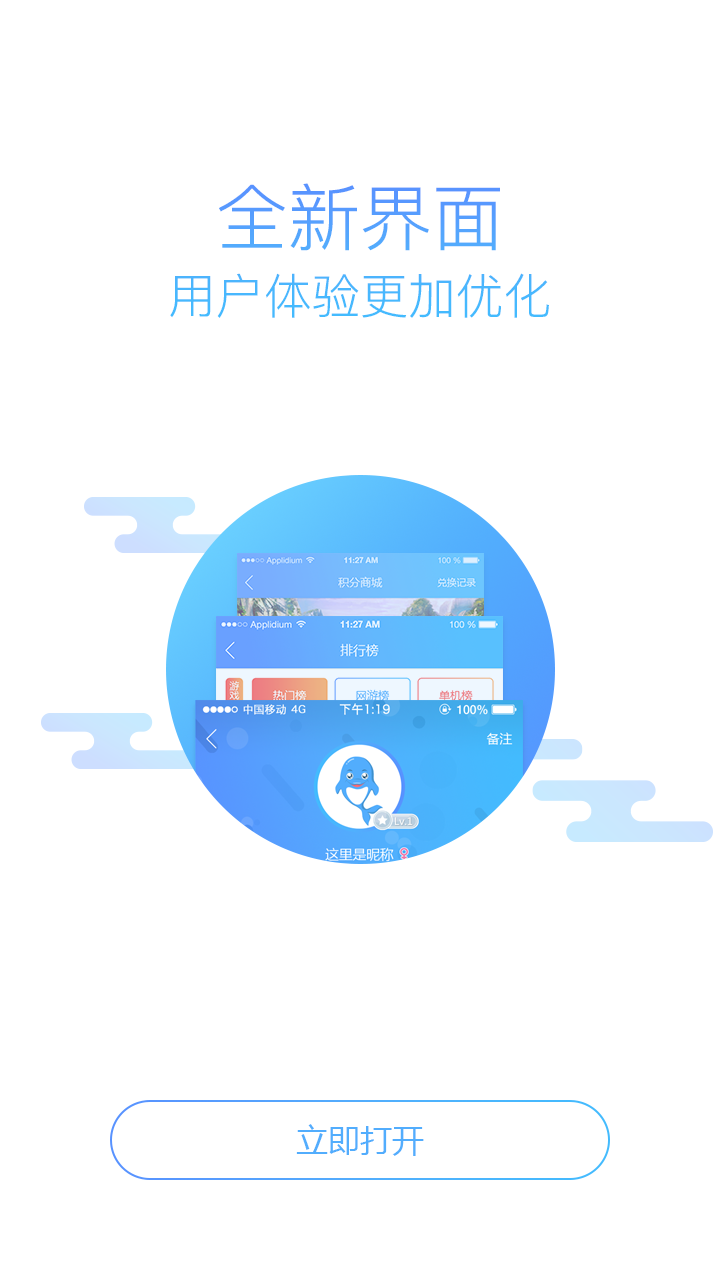 全新界面
用户体验更加优化
Applidium 11:27 AM 100 %
积分商城 兑换记录
Applidium 11:27 AM 100 %
排行榜
游戏 热门榜 网游榜 单机榜
中国移动 4G 下午1:19 100%
备注
Lv.1
这里是昵称
立即打开